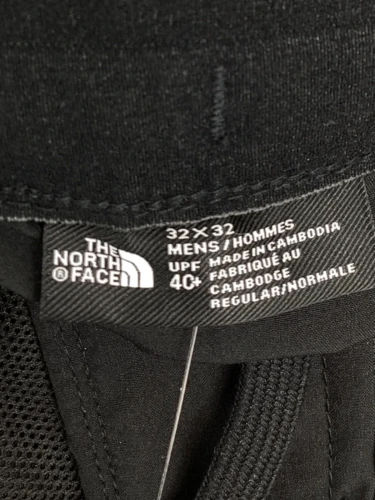 THE
NORTH
FACE
®
32×32
MENS/HOMMES
UPF
40+
MADE IN CAMBODIA
FABRIQUÉ AU
CAMBODGE
REGULAR/NORMALE